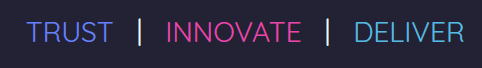 TRUST | INNOVATE | DELIVER